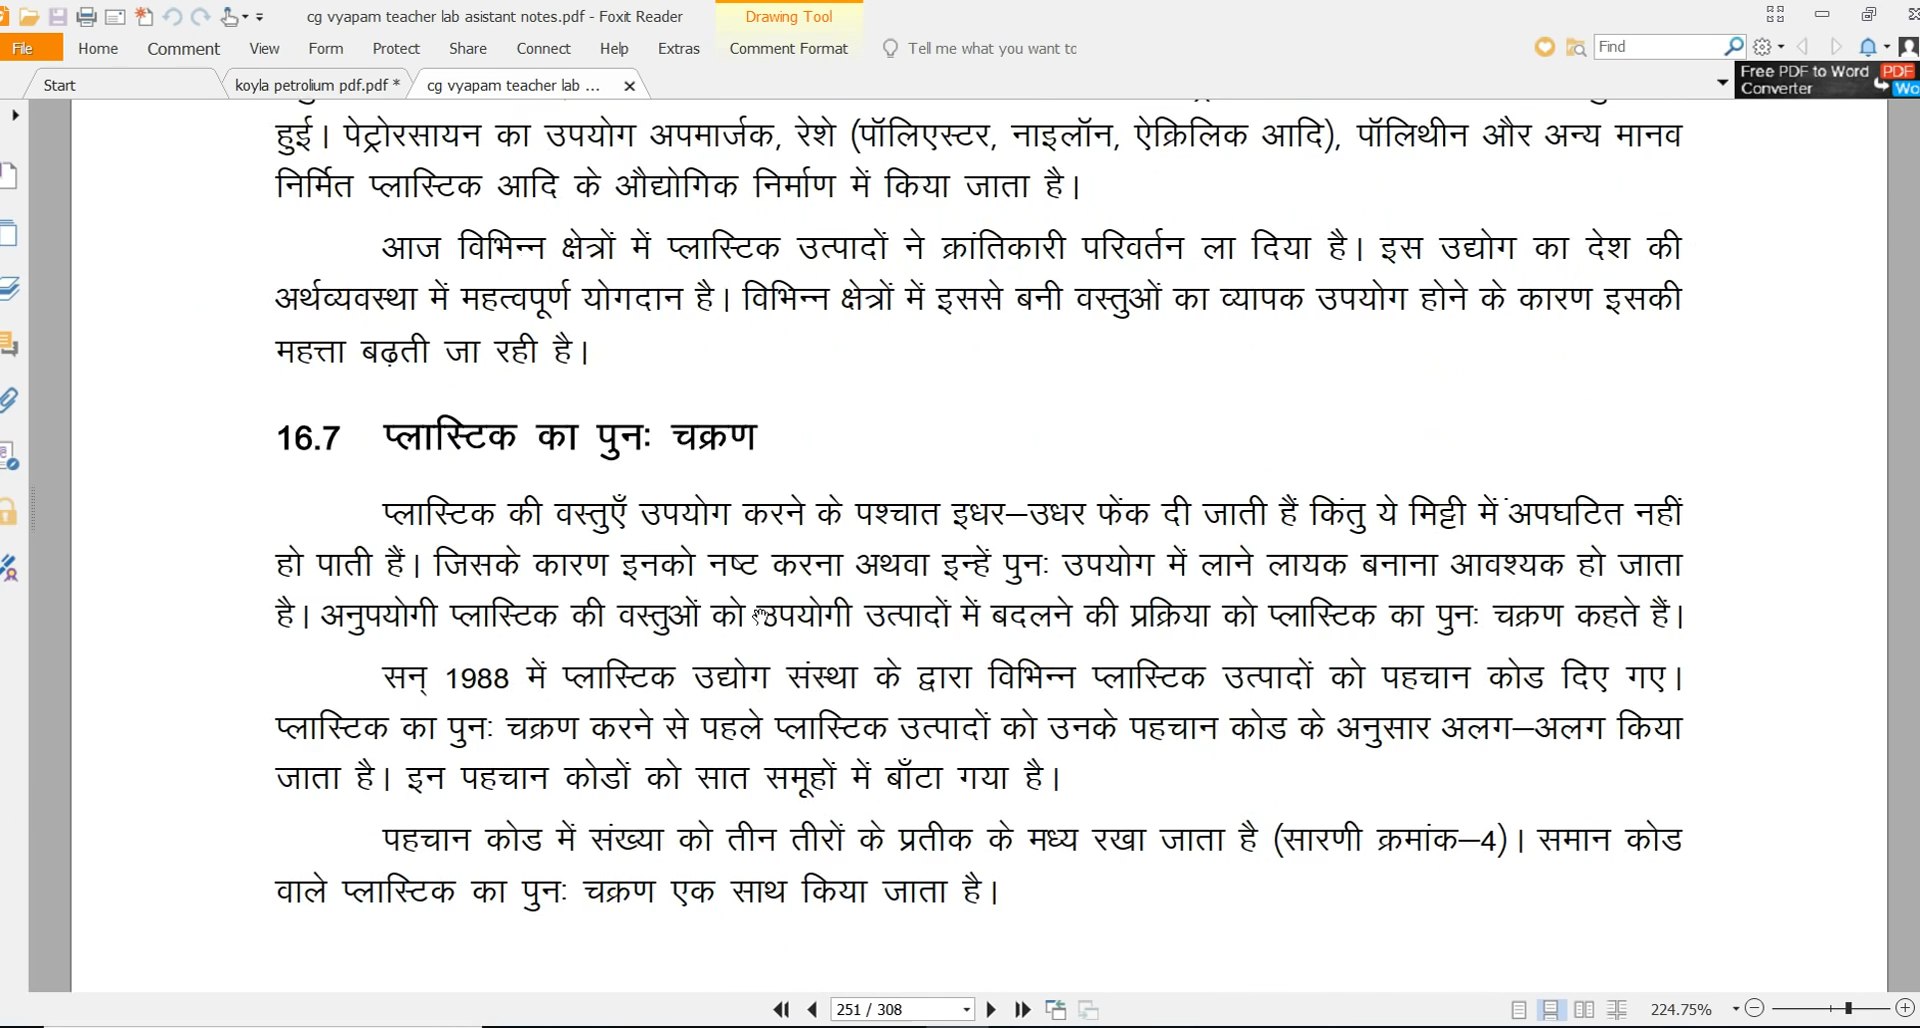 cg vyapam teacher lab asistant notes.pdf - Foxit Reader
Drawing Tool
File Home Comment View Form Protect Share Connect Help Extras Comment Format Tell me what you want to
Find
Start koyla petrolium pdf.pdf * cg vyapam teacher lab ...
Free PDF to Word PDF
Converter Wo
हुई। पेट्रोरसायन का उपयोग अपमार्जक, रेशे (पॉलिएस्टर, नाइलॉन, ऐक्रिलिक आदि), पॉलिथीन और अन्य मानव
निर्मित प्लास्टिक आदि के औद्योगिक निर्माण में किया जाता है।
आज विभिन्न क्षेत्रों में प्लास्टिक उत्पादों ने क्रांतिकारी परिवर्तन ला दिया है। इस उद्योग का देश की
अर्थव्यवस्था में महत्वपूर्ण योगदान है। विभिन्न क्षेत्रों में इससे बनी वस्तुओं का व्यापक उपयोग होने के कारण इसकी
महत्ता बढ़ती जा रही है।
16.7 प्लास्टिक का पुनः चक्रण
प्लास्टिक की वस्तुएँ उपयोग करने के पश्चात इधर–उधर फेंक दी जाती हैं किंतु ये मिट्टी में अपघटित नहीं
हो पाती हैं। जिसके कारण इनको नष्ट करना अथवा इन्हें पुनः उपयोग में लाने लायक बनाना आवश्यक हो जाता
है। अनुपयोगी प्लास्टिक की वस्तुओं को उपयोगी उत्पादों में बदलने की प्रक्रिया को प्लास्टिक का पुनः चक्रण कहते हैं।
सन् 1988 में प्लास्टिक उद्योग संस्था के द्वारा विभिन्न प्लास्टिक उत्पादों को पहचान कोड दिए गए।
प्लास्टिक का पुनः चक्रण करने से पहले प्लास्टिक उत्पादों को उनके पहचान कोड के अनुसार अलग–अलग किया
जाता है। इन पहचान कोडों को सात समूहों में बाँटा गया है।
पहचान कोड में संख्या को तीन तीरों के प्रतीक के मध्य रखा जाता है (सारणी क्रमांक–4)। समान कोड
वाले प्लास्टिक का पुनः चक्रण एक साथ किया जाता है।
251 / 308
224.75%